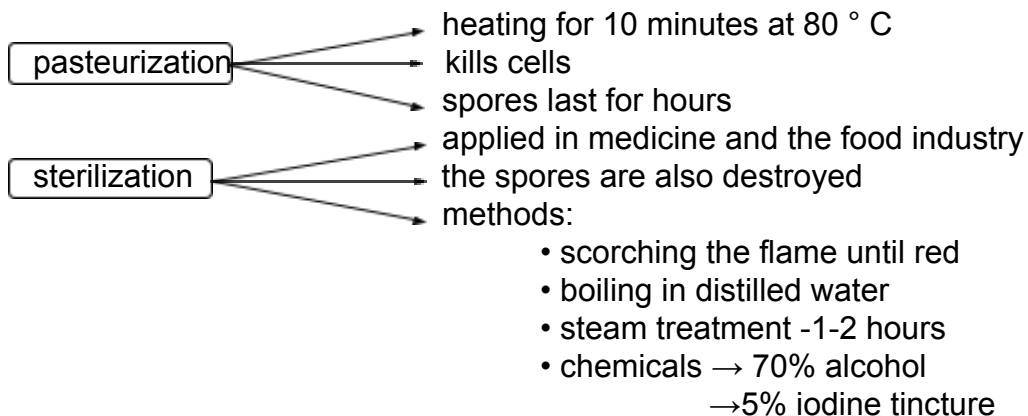 heating for 10 minutes at 80 ° C
pasteurization
kills cells
spores last for hours
applied in medicine and the food industry
sterilization
the spores are also destroyed
methods:
• scorching the flame until red
• boiling in distilled water
• steam treatment -1-2 hours
• chemicals → 70% alcohol
→5% iodine tincture